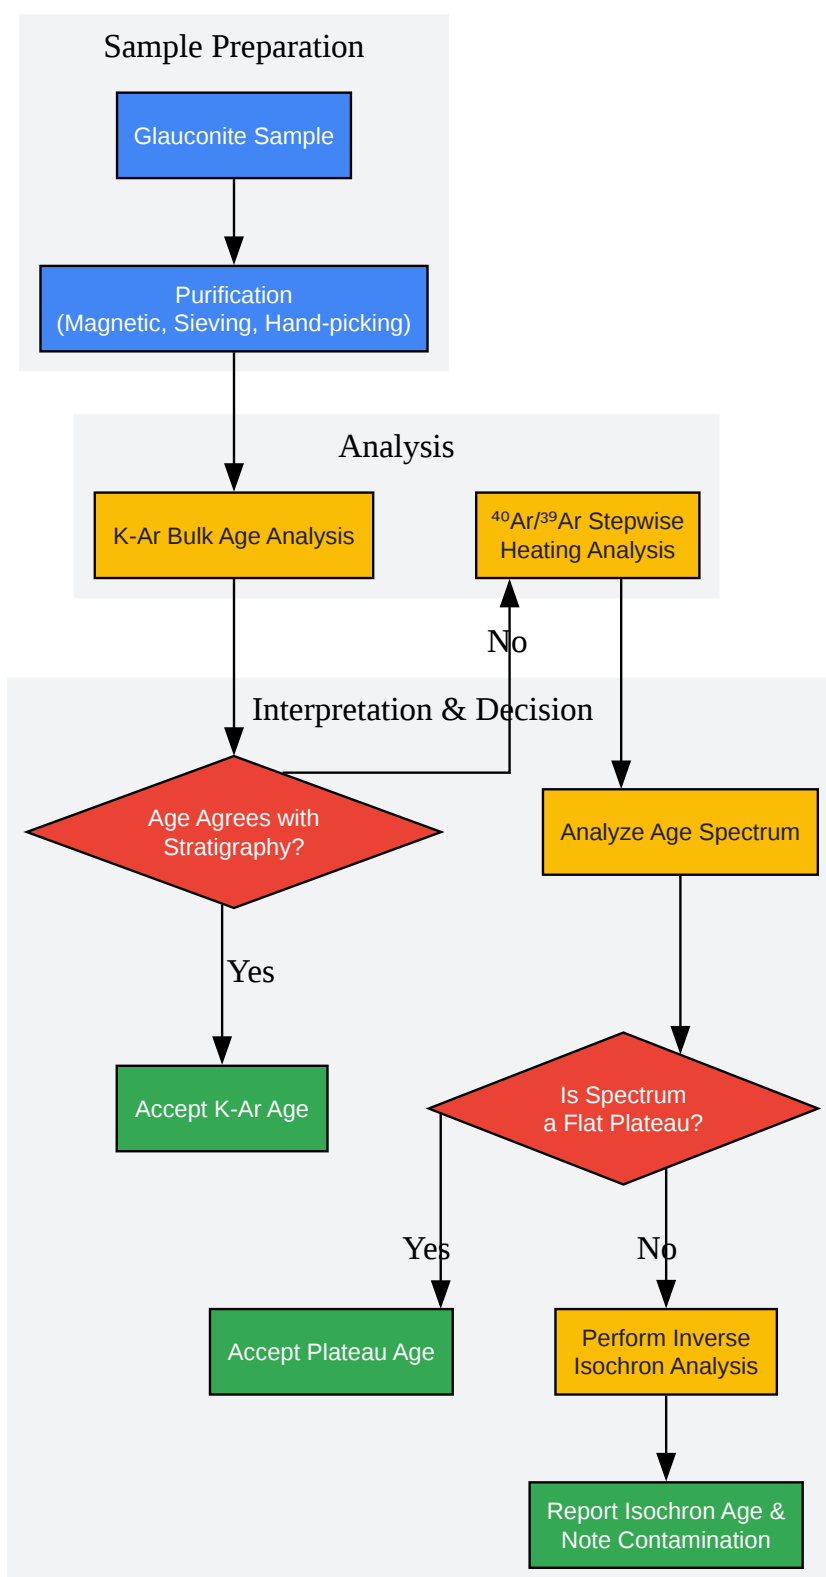 Sample Preparation
Glauconite Sample
Purification
(Magnetic, Sieving, Hand-picking)
Analysis
K-Ar Bulk Age Analysis
⁴⁰Ar/³⁹Ar Stepwise
Heating Analysis
No
Interpretation & Decision
Age Agrees with
Stratigraphy?
Analyze Age Spectrum
Yes
Accept K-Ar Age
Is Spectrum
a Flat Plateau?
Yes
No
Accept Plateau Age
Perform Inverse
Isochron Analysis
Report Isochron Age &
Note Contamination